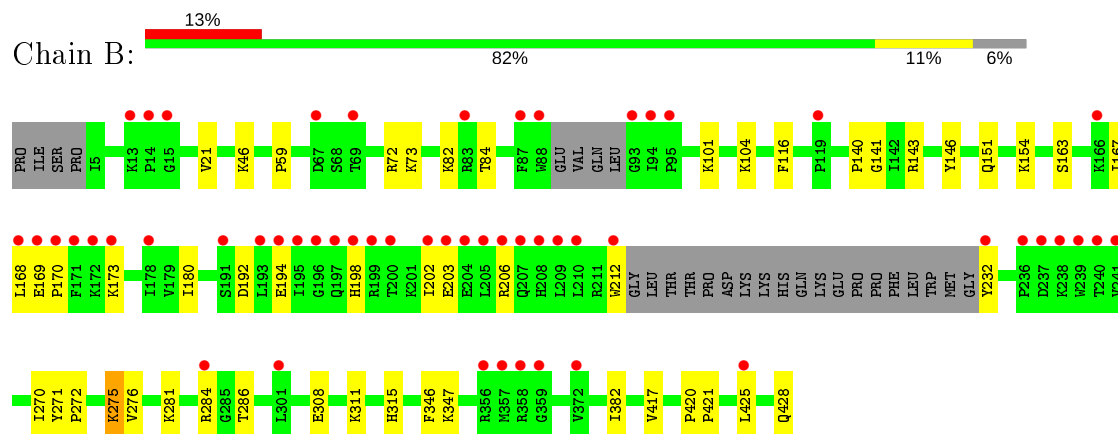 13%
Chain B:
82% 11% 6%
PRO ILE SER PRO I5 K13 P14 G15 V21 K46 P59 D67 S68 T69 R72 K73 K82 R83 T84 F87 W88 GLU VAL GLN LEU G93 I94 P95 K101 K104 F116 P119 P140 G141 I142 R143 Y146 Q151 K154 S163 K166 I167
L168 E169 P170 F171 K172 K173 I178 V179 I180 S191 D192 L193 E194 I195 G196 Q197 H198 R199 T200 K201 I202 E203 E204 L205 R206 Q207 H208 L209 L210 R211 W212 GLY LEU THR THR PRO ASP LYS LYS HIS GLN LYS GLU PRO PRO PHE LEU TRP MET GLY Y232 P236 D237 K238 W239 T240 V241
I270 Y271 P272 K275 V276 K281 R284 G285 T286 L301 E308 K311 H315 F346 K347 R356 M357 R358 G359 V372 I382 V417 P420 P421 L425 Q428